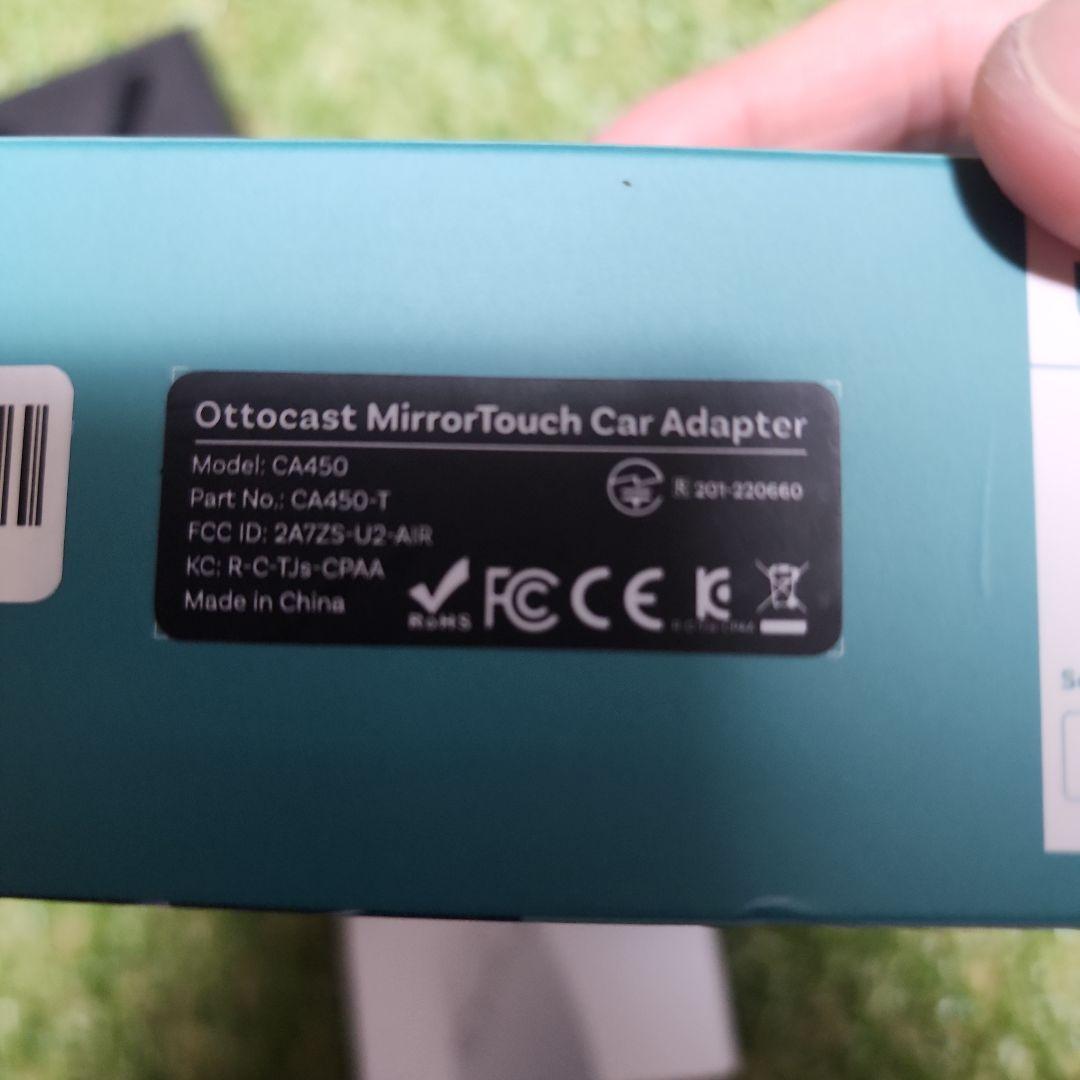 Ottocast MirrorTouch Car Adapter
Model: CA450
R 201-220660
Part No.: CA450-T
FCC ID: 2A7ZS-U2-AIR
KC: R-C-TJs-CPAA
Made in China
RoHS FC CE